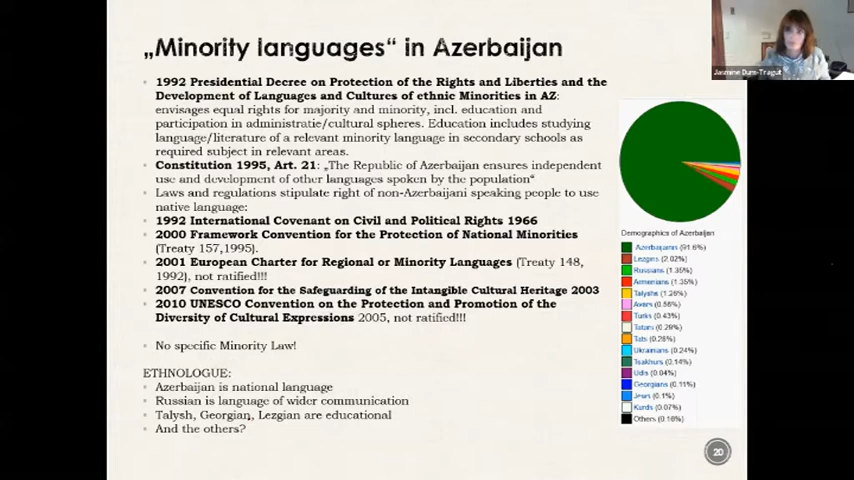 „Minority languages“ in Azerbaijan
1992 Presidential Decree on Protection of the Rights and Liberties and the
Development of Languages and Cultures of ethnic Minorities in AZ:
envisages equal rights for majority and minority, incl. education and
participation in administratie/cultural spheres. Education includes studying
language/literature of a relevant minority language in secondary schools as
required subject in relevant areas.
Constitution 1995, Art. 21: „The Republic of Azerbaijan ensures independent
use and development of other languages spoken by the population“
Laws and regulations stipulate right of non-Azerbaijani speaking people to use
native language:
1992 International Covenant on Civil and Political Rights 1966
2000 Framework Convention for the Protection of National Minorities
(Treaty 157,1995).
2001 European Charter for Regional or Minority Languages (Treaty 148,
1992), not ratified!!!
2007 Convention for the Safeguarding of the Intangible Cultural Heritage 2003
2010 UNESCO Convention on the Protection and Promotion of the
Diversity of Cultural Expressions 2005, not ratified!!!
No specific Minority Law!
ETHNOLOGUE:
Azerbaijan is national language
Russian is language of wider communication
Talysh, Georgian, Lezgian are educational
And the others?
Jasmine Dum-Tragut
Demographics of Azerbaijan
Azerbaijanis (91.6%)
Lezgins (2.02%)
Russians (1.35%)
Armenians (1.35%)
Talyshs (1.26%)
Avars (0.56%)
Turks (0.43%)
Tatars (0.29%)
Tats (0.28%)
Ukrainians (0.24%)
Tsakhurs (0.14%)
Udis (0.04%)
Georgians (0.11%)
Jews (0.1%)
Kurds (0.07%)
Others (0.16%)
20